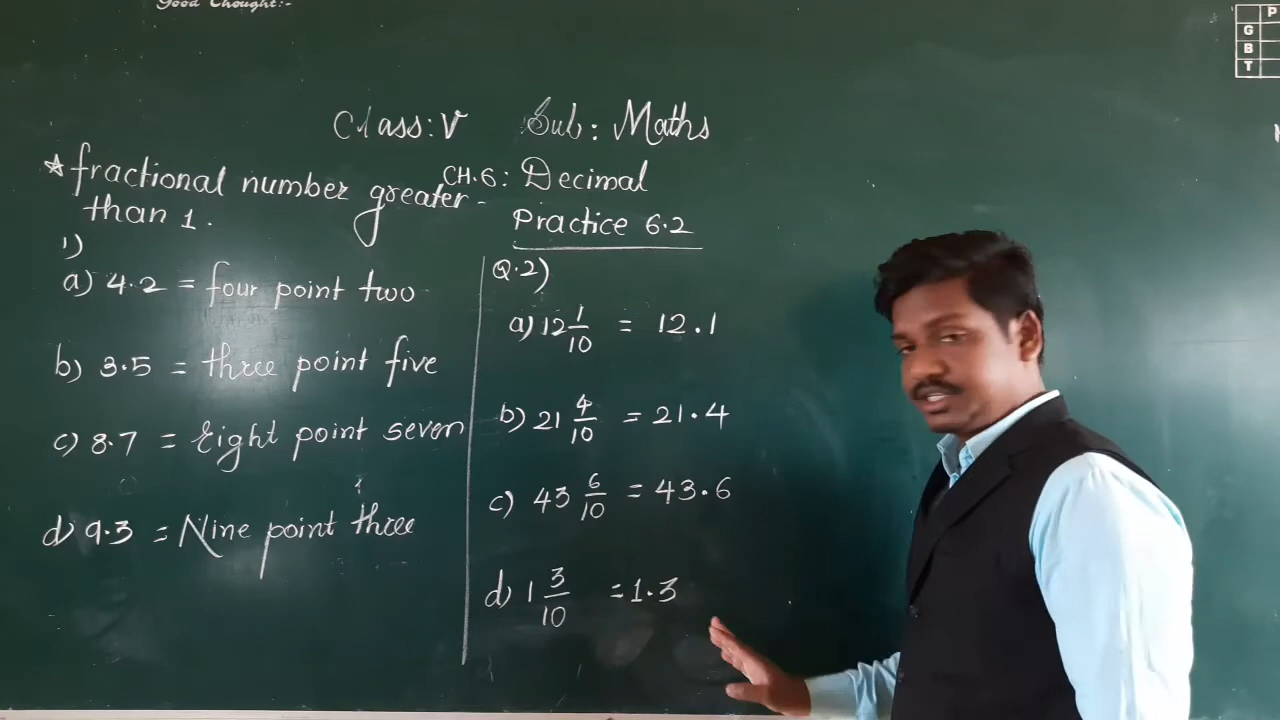 Good Thought:-
P
G
B
T
Class: V Sub: Maths
CH.6: Decimal
Practice 6.2
* fractional number greater-
than 1.
1)
a) 4.2 = four point two
b) 3.5 = three point five
c) 8.7 = Eight point seven
d) 9.3 = Nine point three
Q.2)
a) 12 1/10 = 12.1
b) 21 4/10 = 21.4
c) 43 6/10 = 43.6
d) 1 3/10 = 1.3